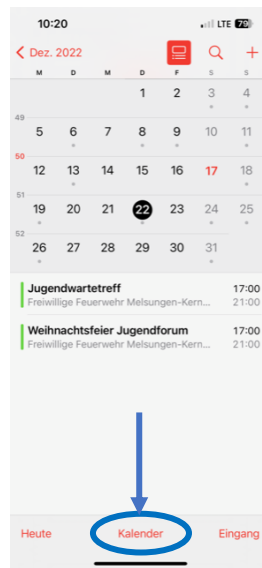 10:20 LTE 79
Dez. 2022
M D M D F S S
1 2 3 4
49
5 6 7 8 9 10 11
50
12 13 14 15 16 17 18
51
19 20 21 22 23 24 25
52
26 27 28 29 30 31
Jugendwartetreff 17:00
Freiwillige Feuerwehr Melsungen-Kern... 21:00
Weihnachtsfeier Jugendforum 17:00
Freiwillige Feuerwehr Melsungen-Kern... 21:00
Heute Kalender Eingang